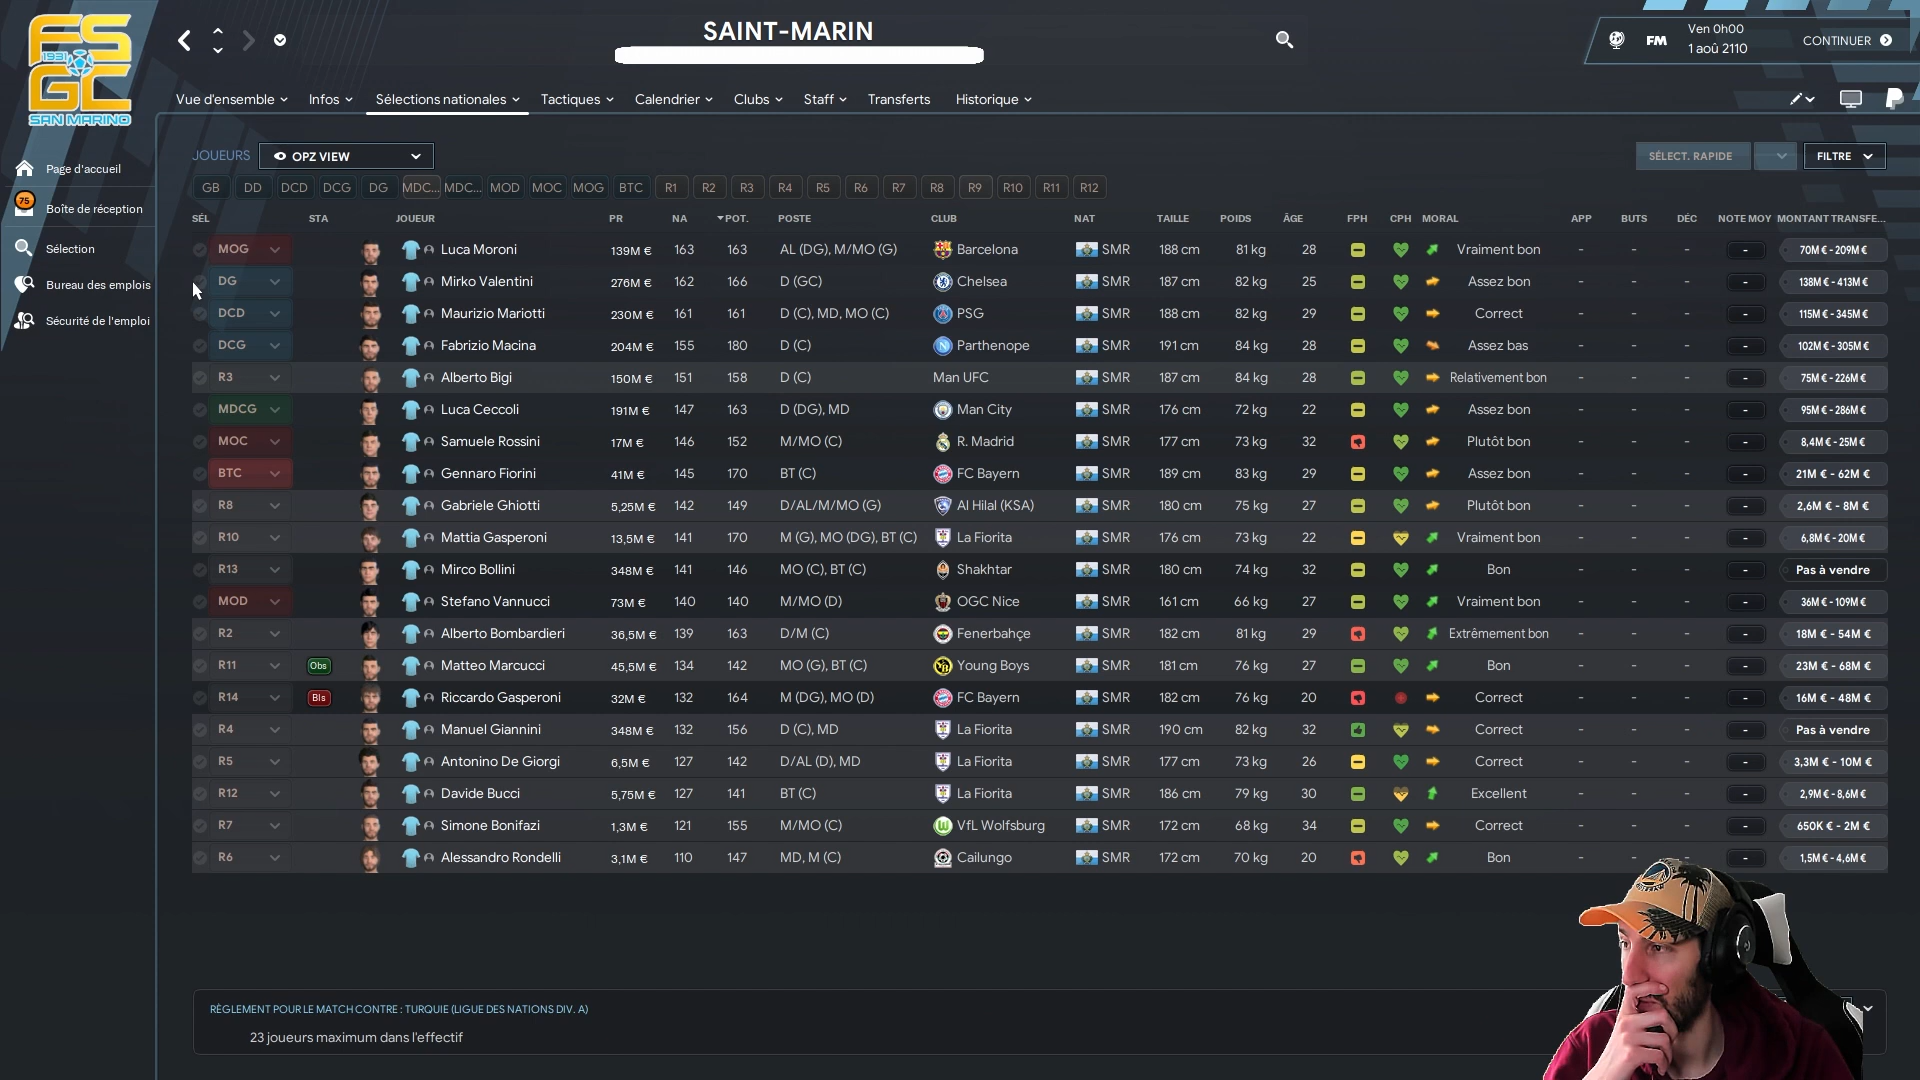 FSGC
1931
SAN MARINO
SAINT-MARIN
Ven 0h00
1 aoû 2110
FM
CONTINUER
Vue d'ensemble Infos Sélections nationales Tactiques Calendrier Clubs Staff Transferts Historique
Page d'accueil
75
Boîte de réception
Sélection
Bureau des emplois
Sécurité de l'emploi
JOUEURS OPZ VIEW SÉLECT. RAPIDE FILTRE
GB DD DCD DCG DG MDC... MDC... MOD MOC MOG BTC R1 R2 R3 R4 R5 R6 R7 R8 R9 R10 R11 R12
SÉL STA JOUEUR PR NA POT. POSTE CLUB NAT TAILLE POIDS ÂGE FPH CPH MORAL APP BUTS DÉC NOTE MOY MONTANT TRANSFE...
MOG Luca Moroni 139M € 163 163 AL (DG), M/MO (G) Barcelona SMR 188 cm 81 kg 28 Vraiment bon - - - - 70M € - 209M €
DG Mirko Valentini 276M € 162 166 D (GC) Chelsea SMR 187 cm 82 kg 25 Assez bon - - - - 138M € - 413M €
DCD Maurizio Mariotti 230M € 161 161 D (C), MD, MO (C) PSG SMR 188 cm 82 kg 29 Correct - - - - 115M € - 345M €
DCG Fabrizio Macina 204M € 155 180 D (C) Parthenope SMR 191 cm 84 kg 28 Assez bas - - - - 102M € - 305M €
R3 Alberto Bigi 150M € 151 158 D (C) Man UFC SMR 187 cm 84 kg 28 Relativement bon - - - - 75M € - 226M €
MDCG Luca Ceccoli 191M € 147 163 D (DG), MD Man City SMR 176 cm 72 kg 22 Assez bon - - - - 95M € - 286M €
MOC Samuele Rossini 17M € 146 152 M/MO (C) R. Madrid SMR 177 cm 73 kg 32 Plutôt bon - - - - 8,4M € - 25M €
BTC Gennaro Fiorini 41M € 145 170 BT (C) FC Bayern SMR 189 cm 83 kg 29 Assez bon - - - - 21M € - 62M €
R8 Gabriele Ghiotti 5,25M € 142 149 D/AL/M/MO (G) Al Hilal (KSA) SMR 180 cm 75 kg 27 Plutôt bon - - - - 2,6M € - 8M €
R10 Mattia Gasperoni 13,5M € 141 170 M (G), MO (DG), BT (C) La Fiorita SMR 176 cm 73 kg 22 Vraiment bon - - - - 6,8M € - 20M €
R13 Mirco Bollini 348M € 141 146 MO (C), BT (C) Shakhtar SMR 180 cm 74 kg 32 Bon - - - - Pas à vendre
MOD Stefano Vannucci 73M € 140 140 M/MO (D) OGC Nice SMR 161 cm 66 kg 27 Vraiment bon - - - - 36M € - 109M €
R2 Alberto Bombardieri 36,5M € 139 163 D/M (C) Fenerbahçe SMR 182 cm 81 kg 29 Extrêmement bon - - - - 18M € - 54M €
R11 Obs Matteo Marcucci 45,5M € 134 142 MO (G), BT (C) Young Boys SMR 181 cm 76 kg 27 Bon - - - - 23M € - 68M €
R14 Bls Riccardo Gasperoni 32M € 132 164 M (DG), MO (D) FC Bayern SMR 182 cm 76 kg 20 Correct - - - - 16M € - 48M €
R4 Manuel Giannini 348M € 132 156 D (C), MD La Fiorita SMR 190 cm 82 kg 32 Correct - - - - Pas à vendre
R5 Antonino De Giorgi 6,5M € 127 142 D/AL (D), MD La Fiorita SMR 177 cm 73 kg 26 Correct - - - - 3,3M € - 10M €
R12 Davide Bucci 5,75M € 127 141 BT (C) La Fiorita SMR 186 cm 79 kg 30 Excellent - - - - 2,9M € - 8,6M €
R7 Simone Bonifazi 1,3M € 121 155 M/MO (C) VfL Wolfsburg SMR 172 cm 68 kg 34 Correct - - - - 650K € - 2M €
R6 Alessandro Rondelli 3,1M € 110 147 MD, M (C) Cailungo SMR 172 cm 70 kg 20 Bon - - - - 1,5M € - 4,6M €
RÈGLEMENT POUR LE MATCH CONTRE : TURQUIE (LIGUE DES NATIONS DIV. A)
23 joueurs maximum dans l'effectif